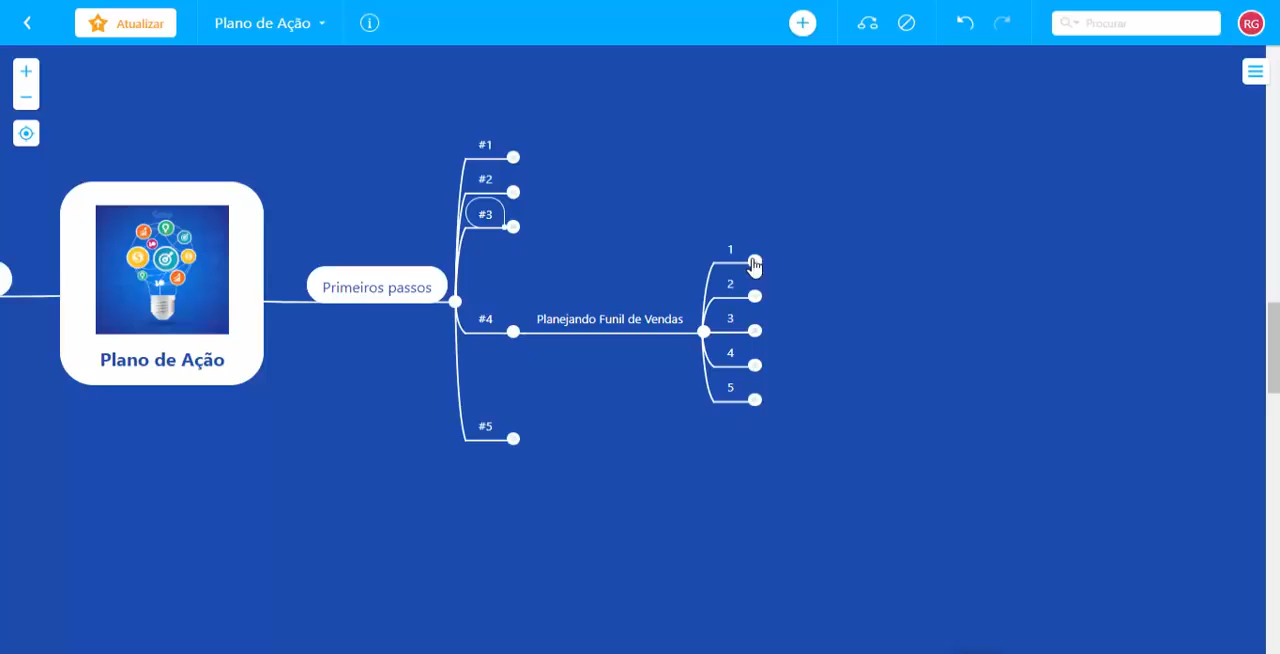 Atualizar
Plano de Ação
Procurar
RG
#1
#2
#3
Primeiros passos
#4
Planejando Funil de Vendas
1
2
3
4
5
Plano de Ação
#5